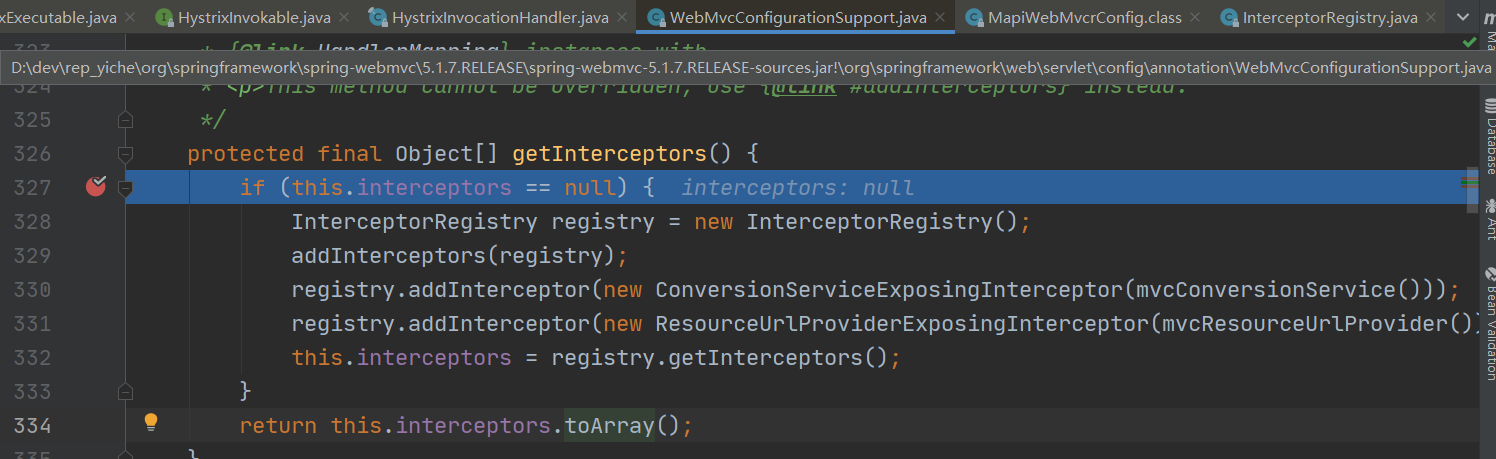 xExecutable.java HystrixInvokable.java HystrixInvocationHandler.java WebMvcConfigurationSupport.java MapiWebMvcrConfig.class InterceptorRegistry.java
323 * {@link HandlerMapping} instances with
D:\dev\rep_yiche\org\springframework\spring-webmvc\5.1.7.RELEASE\spring-webmvc-5.1.7.RELEASE-sources.jar!\org\springframework\web\servlet\config\annotation\WebMvcConfigurationSupport.java
324 * <p>This method cannot be overridden; use {@link #addInterceptors} instead.
325 */
326 protected final Object[] getInterceptors() {
327 if (this.interceptors == null) { interceptors: null
328 InterceptorRegistry registry = new InterceptorRegistry();
329 addInterceptors(registry);
330 registry.addInterceptor(new ConversionServiceExposingInterceptor(mvcConversionService()));
331 registry.addInterceptor(new ResourceUrlProviderExposingInterceptor(mvcResourceUrlProvider())
332 this.interceptors = registry.getInterceptors();
333 }
334 return this.interceptors.toArray();
335 }
Database
Ant
Bean Validation